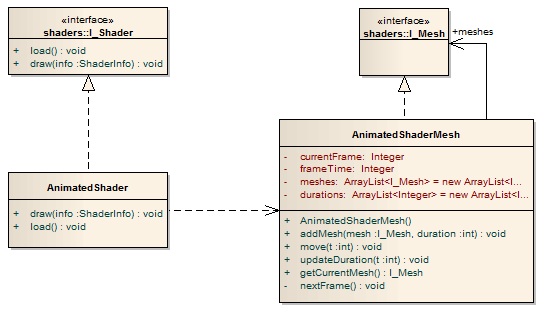 «interface»
shaders::I_Shader
+ load() : void
+ draw(info :ShaderInfo) : void
«interface»
shaders::I_Mesh
+meshes
AnimatedShader
+ draw(info :ShaderInfo) : void
+ load() : void
AnimatedShaderMesh
- currentFrame: Integer
- frameTime: Integer
- meshes: ArrayList<I_Mesh> = new ArrayList<I...
- durations: ArrayList<Integer> = new ArrayList<I...
+ AnimatedShaderMesh()
+ addMesh(mesh :I_Mesh, duration :int) : void
+ move(t :int) : void
+ updateDuration(t :int) : void
+ getCurrentMesh() : I_Mesh
- nextFrame() : void